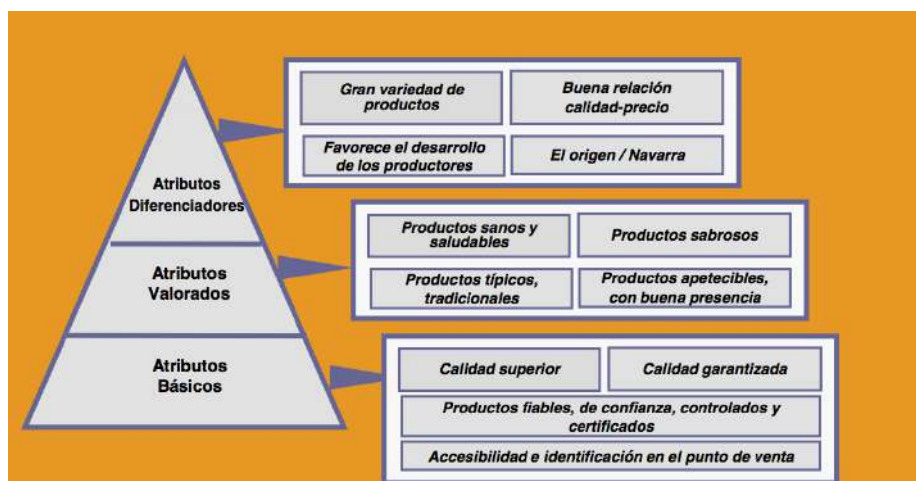 Gran variedad de
productos
Buena relación
calidad-precio
Favorece el desarrollo
de los productores
El origen / Navarra
Atributos
Diferenciadores
Productos sanos y
saludables
Productos sabrosos
Productos típicos,
tradicionales
Productos apetecibles,
con buena presencia
Atributos
Valorados
Calidad superior
Calidad garantizada
Productos fiables, de confianza, controlados y
certificados
Accesibilidad e identificación en el punto de venta
Atributos
Básicos